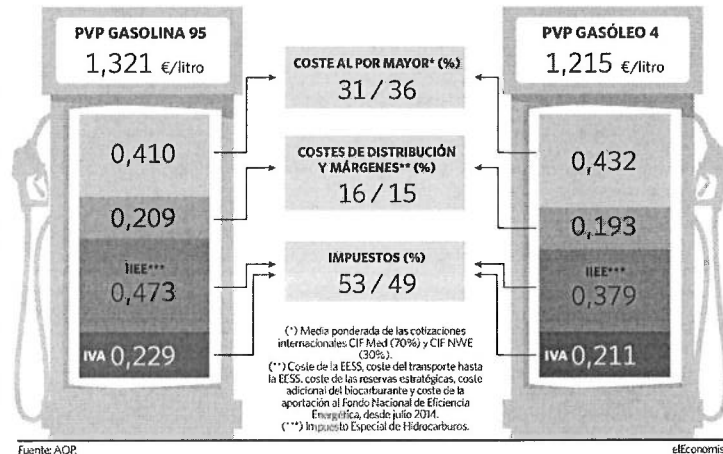 PVP GASOLINA 95
1,321 €/litro
0,410
0,209
IIEE***
0,473
IVA 0,229
COSTE AL POR MAYOR* (%)
31/36
COSTES DE DISTRIBUCIÓN
Y MÁRGENES** (%)
16/15
IMPUESTOS (%)
53/49
(*) Media ponderada de las cotizaciones
internacionales CIF Med (70%) y CIF NWE
(30%).
(**) Coste de la EESS, coste del transporte hasta
la EESS, coste de las reservas estratégicas, coste
adicional del biocarburante y coste de la
aportación al Fondo Nacional de Eficiencia
Energética, desde julio 2014.
(***) Impuesto Especial de Hidrocarburos.
PVP GASÓLEO 4
1,215 €/litro
0,432
0,193
IIEE***
0,379
IVA 0,211
Fuente: AOP.
elEconomis